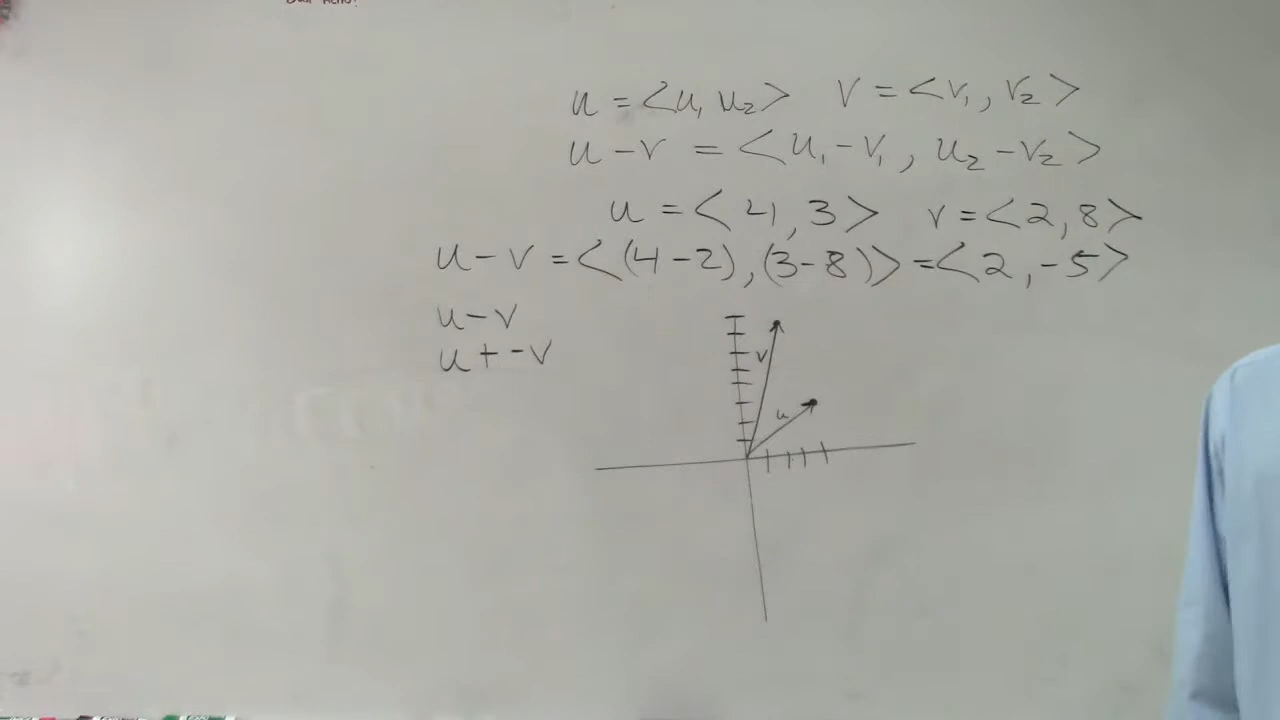 u = <u₁ u₂> v = <v₁, v₂>
u - v = <u₁ - v₁, u₂ - v₂>
u = <4, 3> v = <2, 8>
u - v = <(4 - 2), (3 - 8)> = <2, -5>
u - v
u + -v
v
u